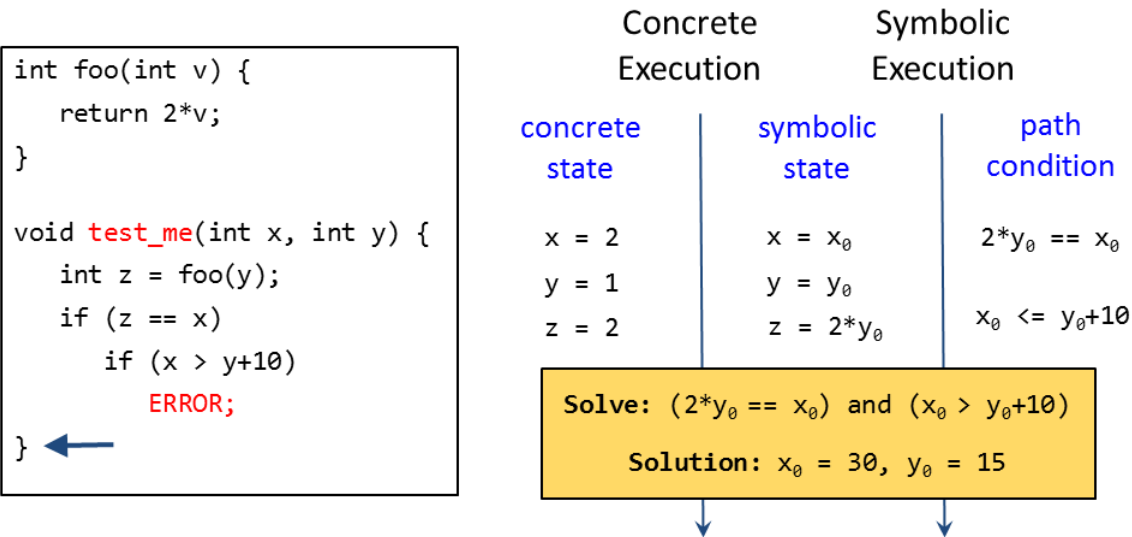 int foo(int v) {
return 2*v;
}
void test_me(int x, int y) {
int z = foo(y);
if (z == x)
if (x > y+10)
ERROR;
}
Concrete
Execution
Symbolic
Execution
concrete
state
symbolic
state
path
condition
x = 2
y = 1
z = 2
x = x₀
y = y₀
z = 2*y₀
2*y₀ == x₀
x₀ <= y₀+10
Solve: (2*y₀ == x₀) and (x₀ > y₀+10)
Solution: x₀ = 30, y₀ = 15